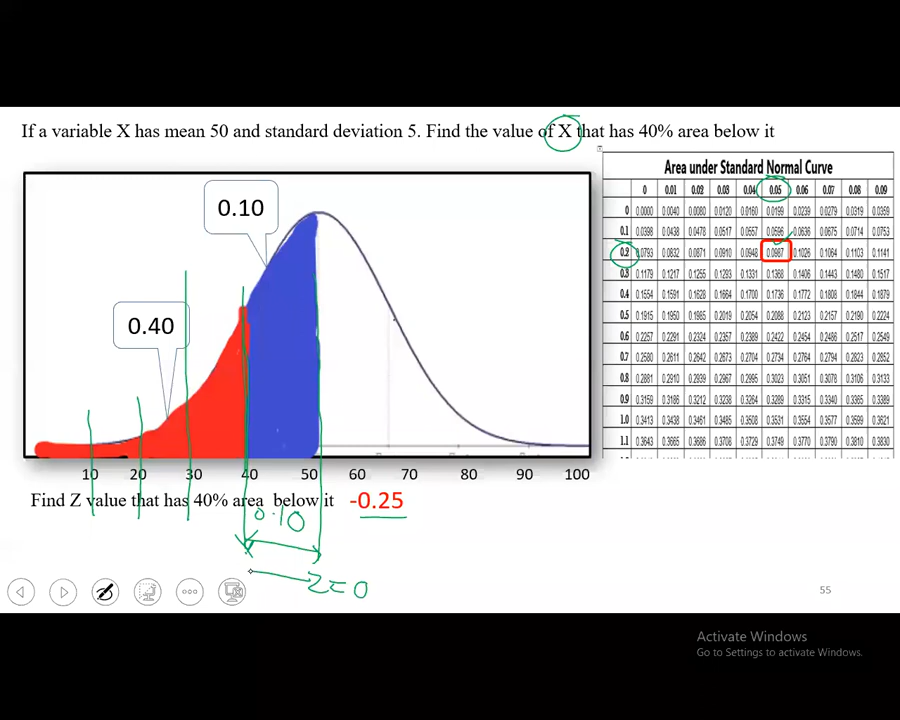 If a variable X has mean 50 and standard deviation 5. Find the value of X that has 40% area below it
Area under Standard Normal Curve
0 0.01 0.02 0.03 0.04 0.05 0.06 0.07 0.08 0.09
0 0.0000 0.0040 0.0080 0.0120 0.0160 0.0199 0.0239 0.0279 0.0319 0.0359
0.1 0.0398 0.0438 0.0478 0.0517 0.0557 0.0596 0.0636 0.0675 0.0714 0.0753
0.2 0.0793 0.0832 0.0871 0.0910 0.0948 0.0987 0.1026 0.1064 0.1103 0.1141
0.3 0.1179 0.1217 0.1255 0.1293 0.1331 0.1368 0.1406 0.1443 0.1480 0.1517
0.4 0.1554 0.1591 0.1628 0.1664 0.1700 0.1736 0.1772 0.1808 0.1844 0.1879
0.5 0.1915 0.1950 0.1985 0.2019 0.2054 0.2088 0.2123 0.2157 0.2190 0.2224
0.6 0.2257 0.2291 0.2324 0.2357 0.2389 0.2422 0.2454 0.2486 0.2517 0.2549
0.7 0.2580 0.2611 0.2642 0.2673 0.2704 0.2734 0.2764 0.2794 0.2823 0.2852
0.8 0.2881 0.2910 0.2939 0.2967 0.2995 0.3023 0.3051 0.3078 0.3106 0.3133
0.9 0.3159 0.3186 0.3212 0.3238 0.3264 0.3289 0.3315 0.3340 0.3365 0.3389
1.0 0.3413 0.3438 0.3461 0.3485 0.3508 0.3531 0.3554 0.3577 0.3599 0.3621
1.1 0.3643 0.3665 0.3686 0.3708 0.3729 0.3749 0.3770 0.3790 0.3810 0.3830
0.10
0.40
10 20 30 40 50 60 70 80 90 100
Find Z value that has 40% area below it -0.25
0.10
Z=0
55
Activate Windows
Go to Settings to activate Windows.